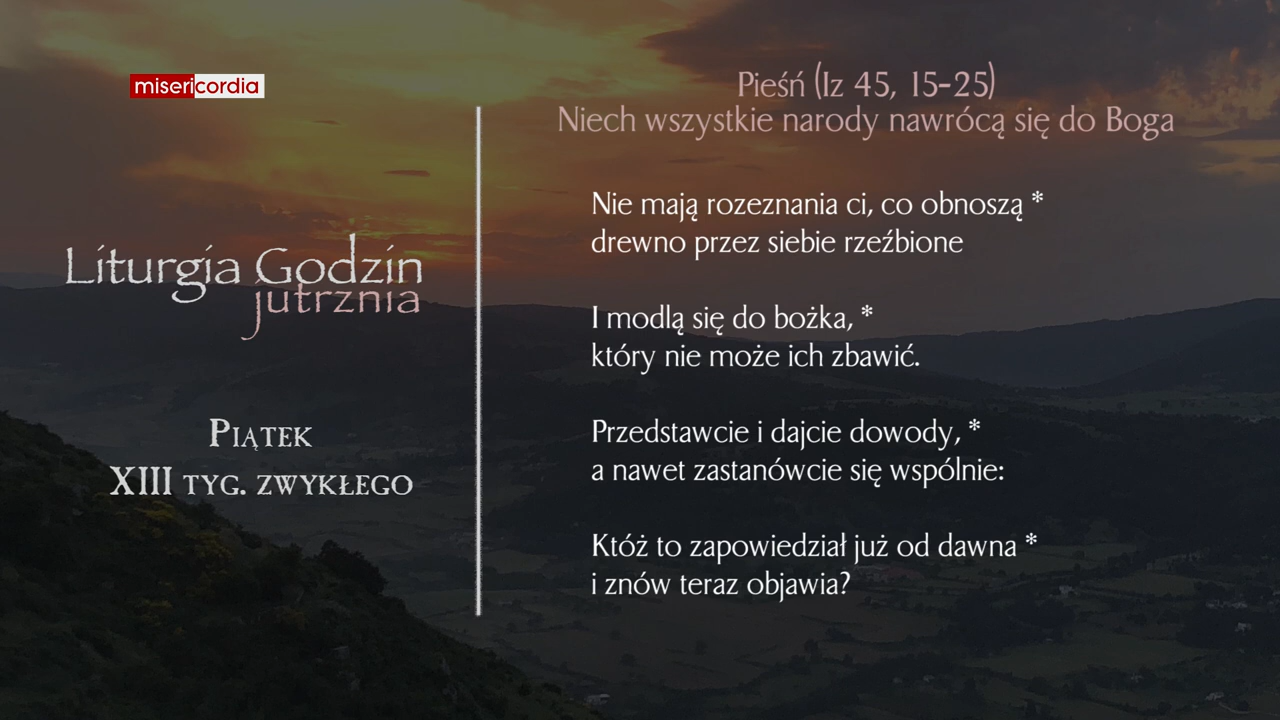 misericordia
Liturgia Godzin
jutrznia
Piątek
XIII tyg. zwykłego
Pieśń (Iz 45, 15-25)
Niech wszystkie narody nawrócą się do Boga
Nie mają rozeznania ci, co obnoszą *
drewno przez siebie rzeźbione
I modlą się do bożka, *
który nie może ich zbawić.
Przedstawcie i dajcie dowody, *
a nawet zastanówcie się wspólnie:
Któż to zapowiedział już od dawna *
i znów teraz objawia?